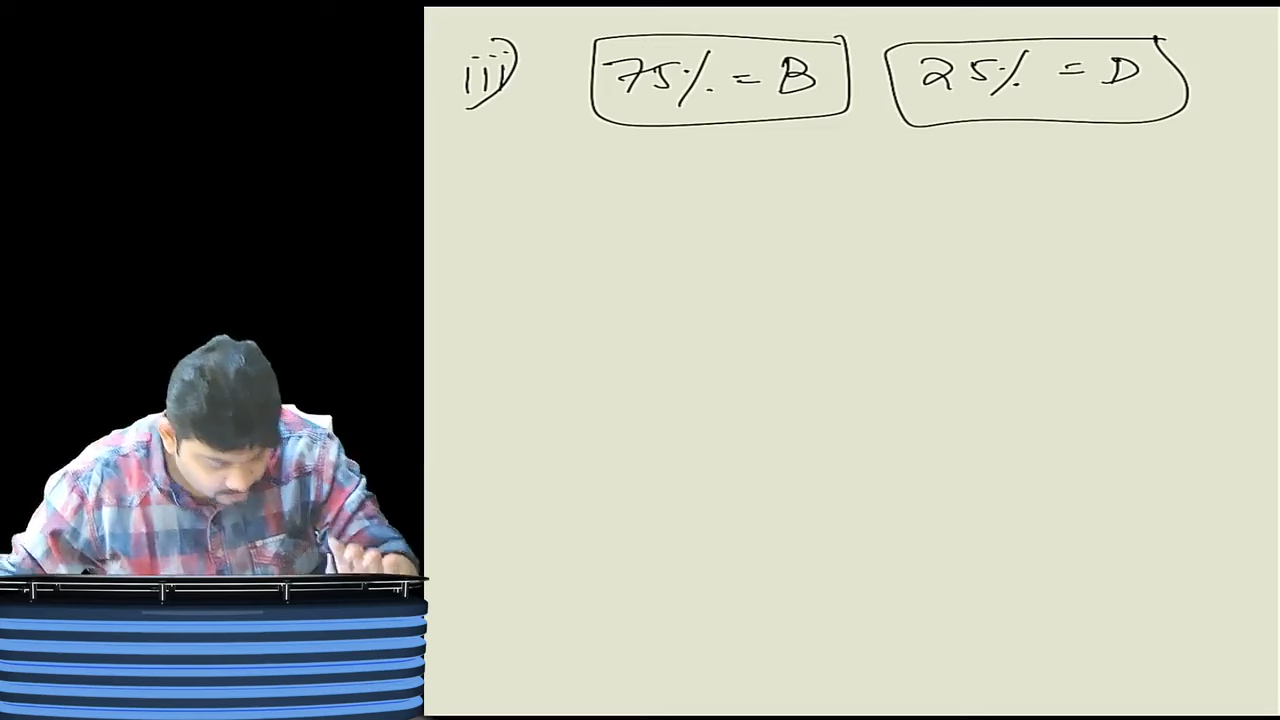 iii) 75% = B 25% = D